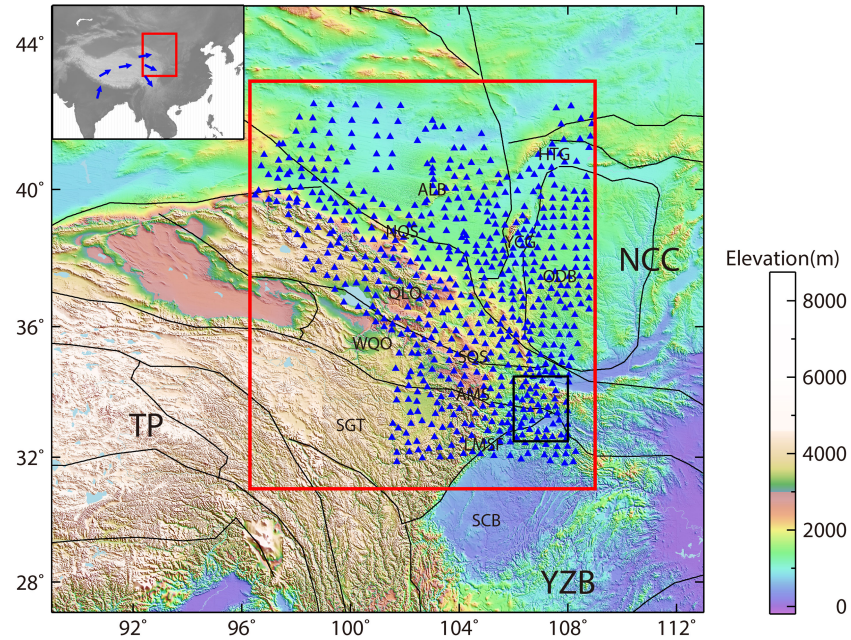 44°
40°
36°
32°
28°
92
96
100
104
108
112
HTG
ALB
NQS
YCG
NCC
ODB
QLO
WQO
SQS
AMS
TP
SGT
LMSF
SCB
YZB
Elevation(m)
8000
6000
4000
2000
0